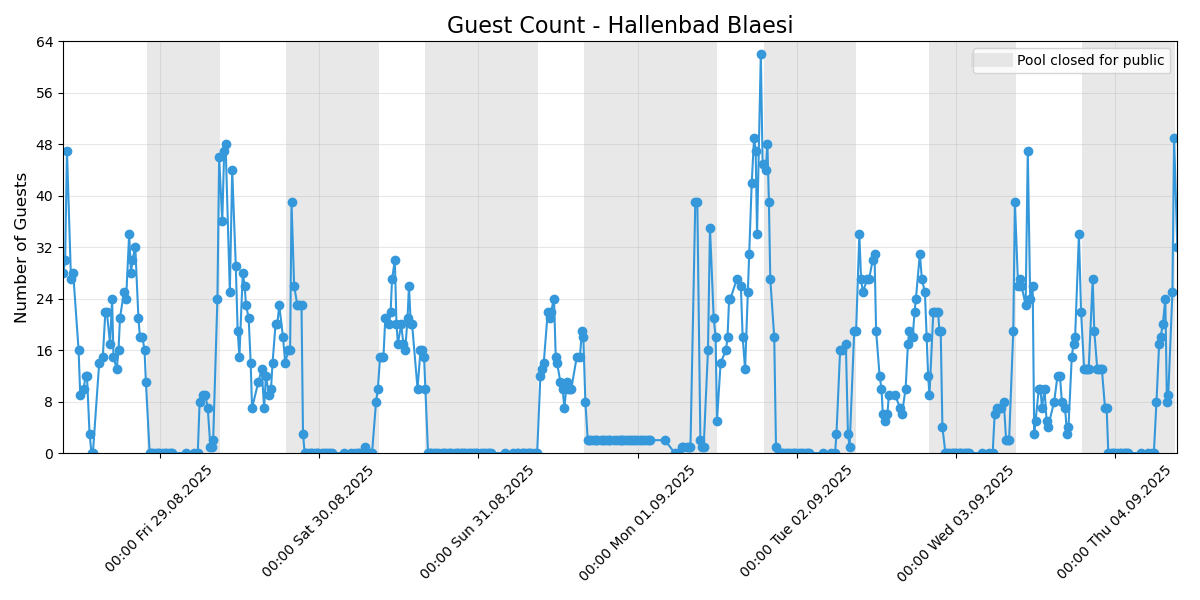 Guest Count - Hallenbad Blaesi
Pool closed for public
Number of Guests
64
56
48
40
32
24
16
8
0
00:00 Fri 29.08.2025
00:00 Sat 30.08.2025
00:00 Sun 31.08.2025
00:00 Mon 01.09.2025
00:00 Tue 02.09.2025
00:00 Wed 03.09.2025
00:00 Thu 04.09.2025